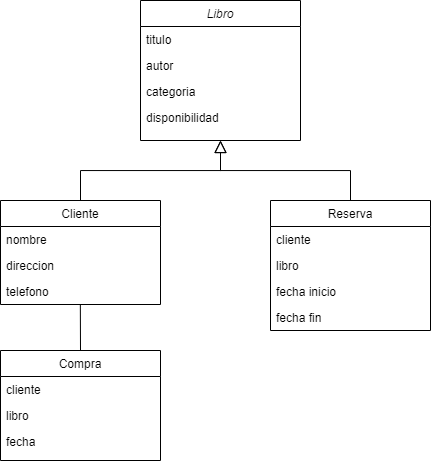 Libro
titulo
autor
categoria
disponibilidad
Cliente
nombre
direccion
telefono
Reserva
cliente
libro
fecha inicio
fecha fin
Compra
cliente
libro
fecha